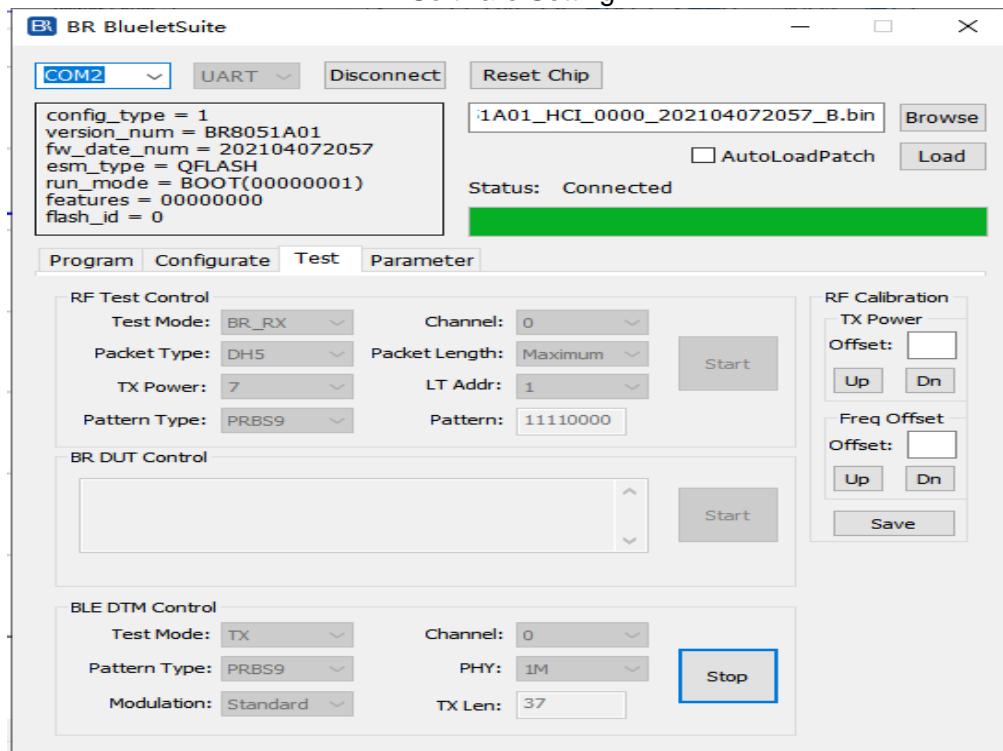 BR BR BlueletSuite
COM2 UART Disconnect Reset Chip
config_type = 1
version_num = BR8051A01
fw_date_num = 202104072057
esm_type = QFLASH
run_mode = BOOT(00000001)
features = 00000000
flash_id = 0
1A01_HCI_0000_202104072057_B.bin Browse
AutoLoadPatch Load
Status: Connected
Program Configurate Test Parameter
RF Test Control
Test Mode: BR_RX Channel: 0
Packet Type: DH5 Packet Length: Maximum
TX Power: 7 LT Addr: 1
Pattern Type: PRBS9 Pattern: 11110000
Start
RF Calibration
TX Power
Offset:
Up Dn
Freq Offset
Offset:
Up Dn
Save
BR DUT Control
Start
BLE DTM Control
Test Mode: TX Channel: 0
Pattern Type: PRBS9 PHY: 1M
Modulation: Standard TX Len: 37
Stop